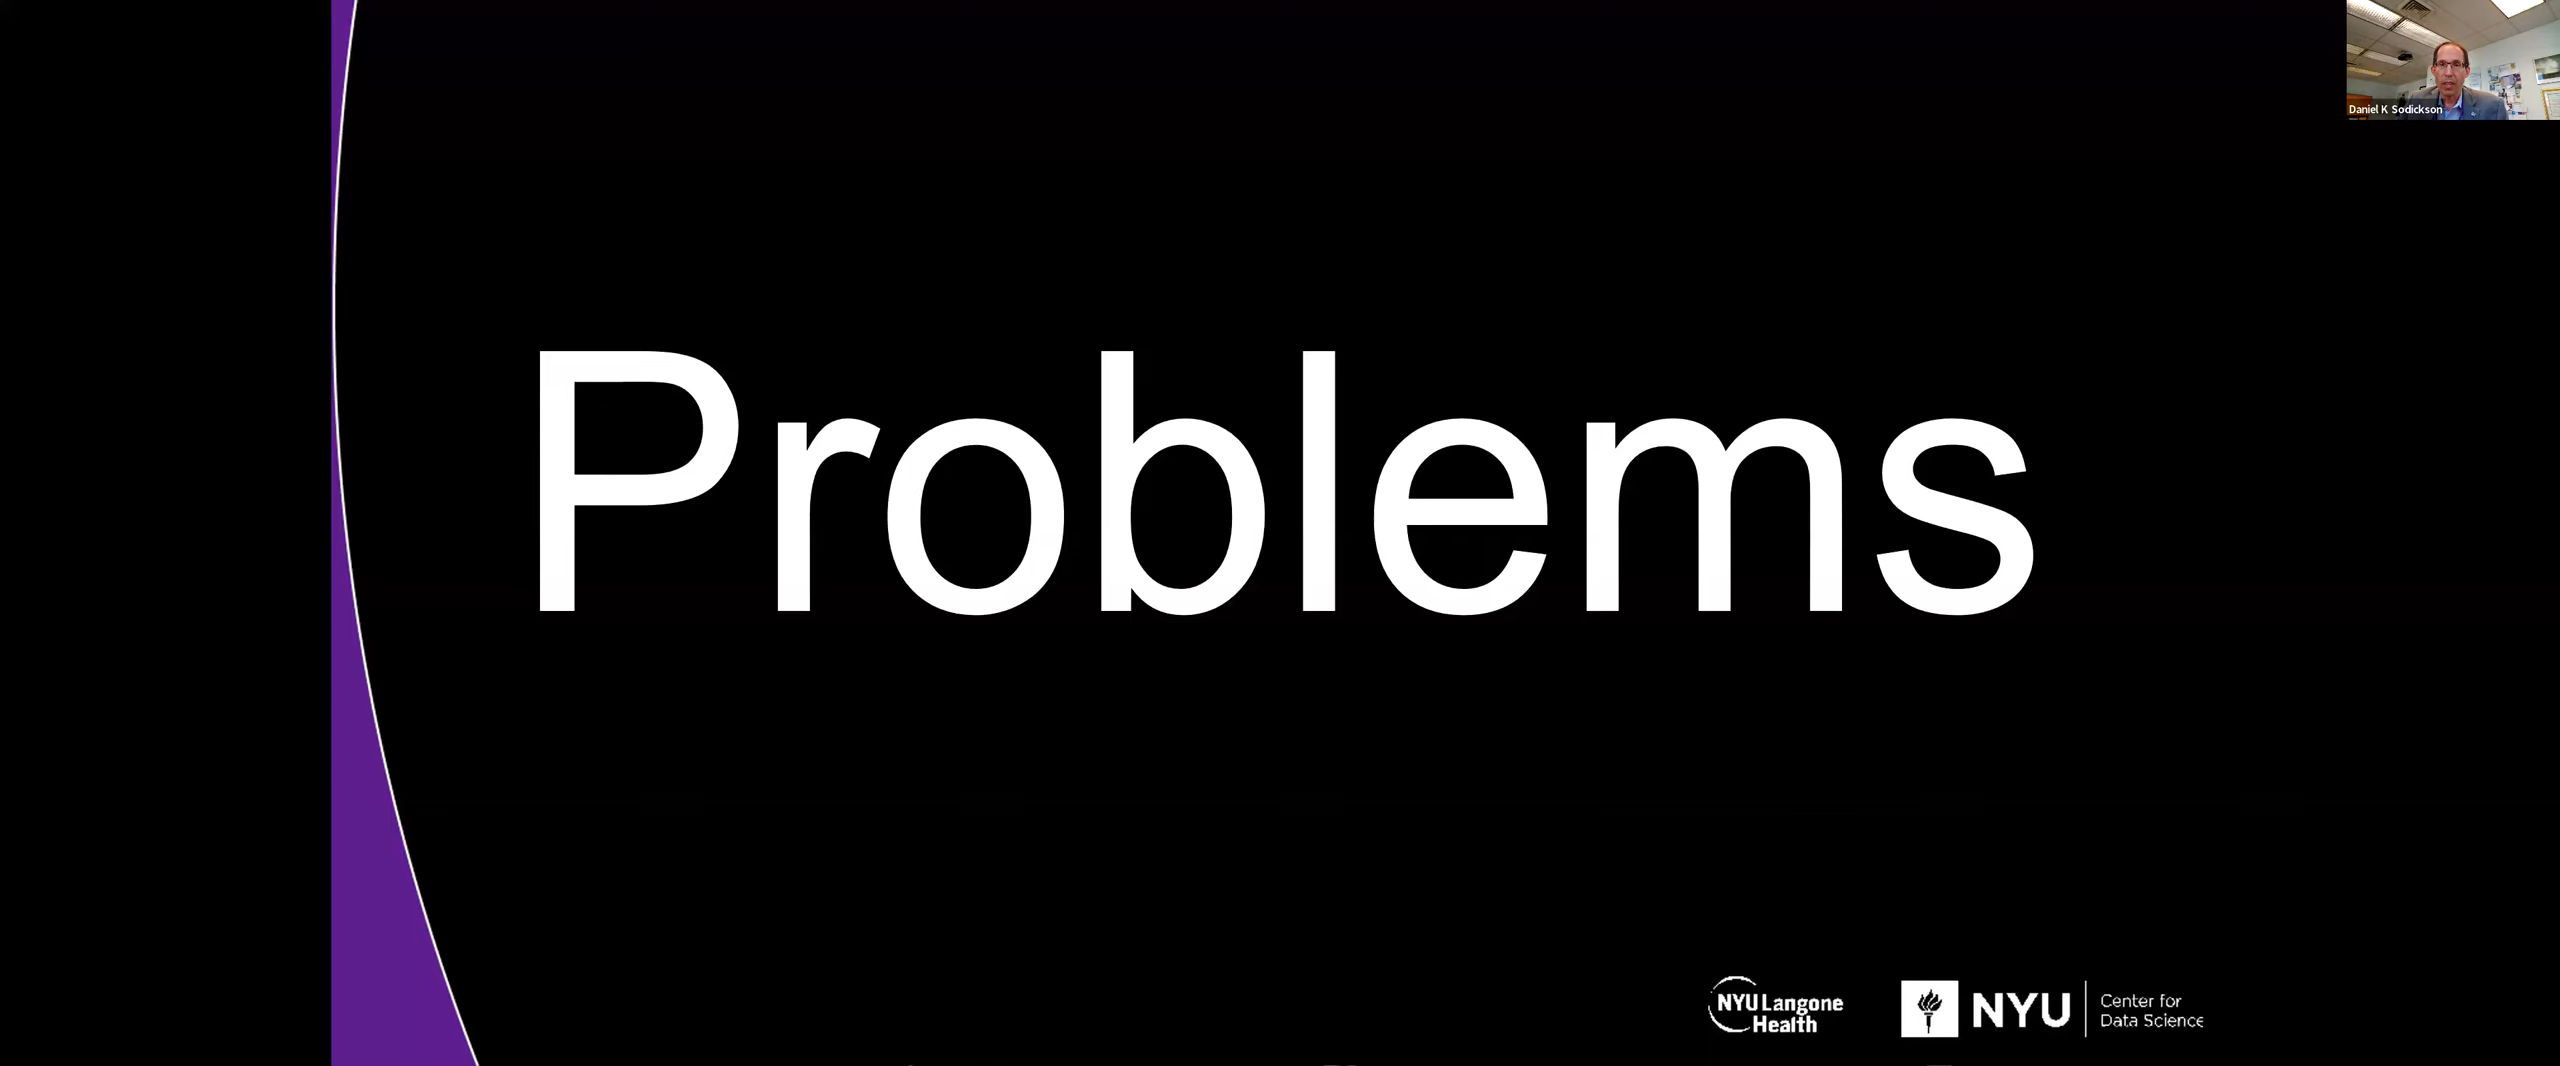 Daniel K Sodickson
Problems
NYU Langone
Health
NYU
Center for
Data Science